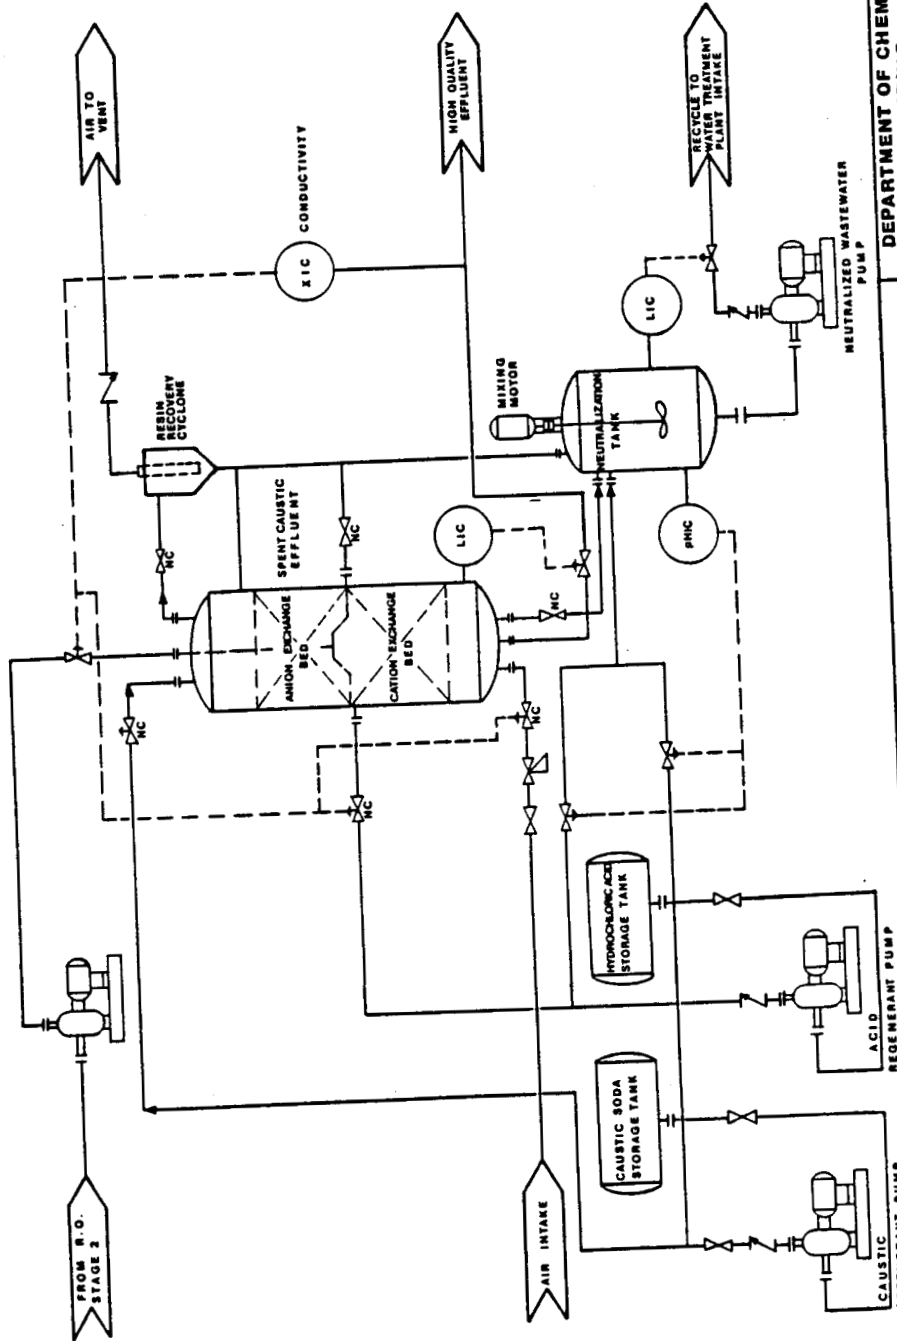 FROM R.O.
STAGE 2
AIR TO
VENT
RESIN
RECOVERY
CYCLONE
NC
NC
XIC
CONDUCTIVITY
SPENT CAUSTIC
EFFLUENT
ANION EXCHANGE
BED
CATION EXCHANGE
BED
NC
NC
NC
NC
LIC
HIGH QUALITY
EFFLUENT
AIR INTAKE
MIXING
MOTOR
NEUTRALIZATION
TANK
LIC
PHIC
RECYCLE TO
WATER TREATMENT
PLANT INTAKE
NEUTRALIZED WASTEWATER
PUMP
CAUSTIC SODA
STORAGE TANK
HYDROCHLORIC ACID
STORAGE TANK
CAUSTIC
ACID
REGENERANT PUMP
DEPARTMENT OF CHEM